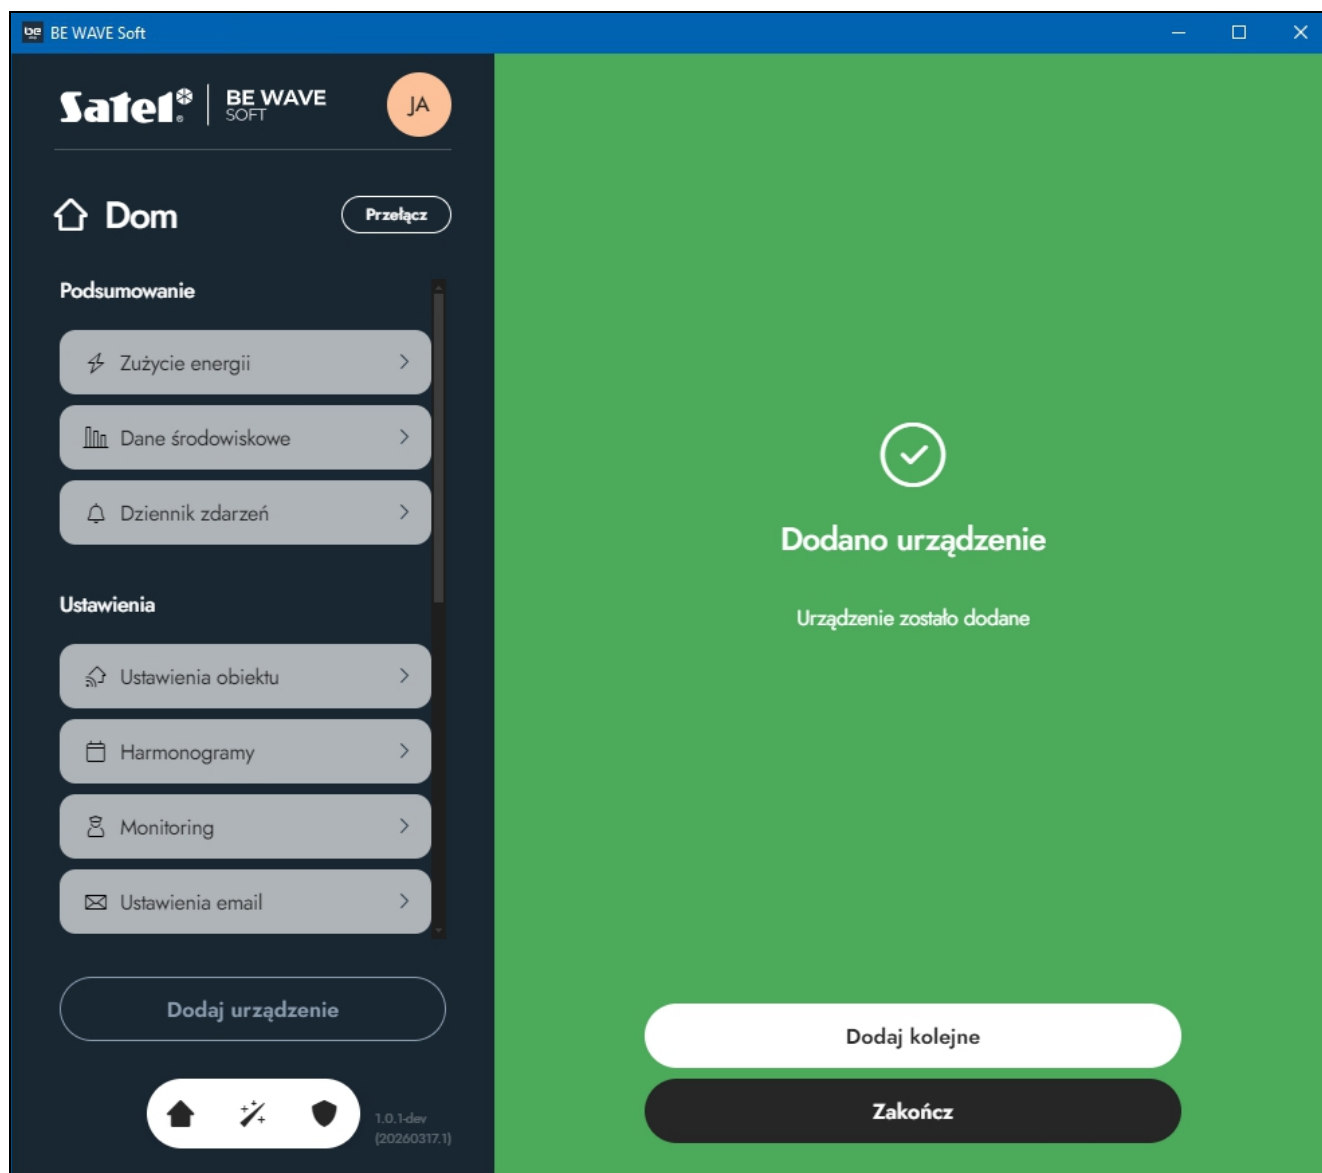 be
BE WAVE Soft
Satel®
BE WAVE
SOFT
JA
Dom
Przełącz
Podsumowanie
Zużycie energii
Dane środowiskowe
Dziennik zdarzeń
Ustawienia
Ustawienia obiektu
Harmonogramy
Monitoring
Ustawienia email
Dodaj urządzenie
1.0.1-dev
(20260317.1)
Dodano urządzenie
Urządzenie zostało dodane
Dodaj kolejne
Zakończ